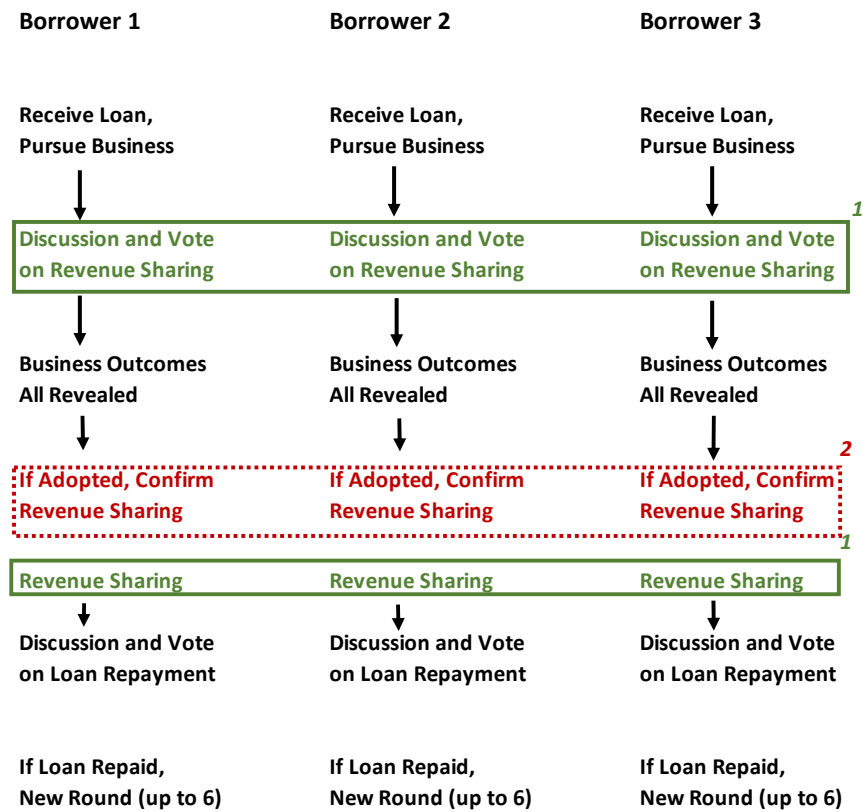 Borrower 1 Borrower 2 Borrower 3
Receive Loan, Receive Loan, Receive Loan,
Pursue Business Pursue Business Pursue Business
1
Discussion and Vote Discussion and Vote Discussion and Vote
on Revenue Sharing on Revenue Sharing on Revenue Sharing
Business Outcomes Business Outcomes Business Outcomes
All Revealed All Revealed All Revealed
2
If Adopted, Confirm If Adopted, Confirm If Adopted, Confirm
Revenue Sharing Revenue Sharing Revenue Sharing
1
Revenue Sharing Revenue Sharing Revenue Sharing
Discussion and Vote Discussion and Vote Discussion and Vote
on Loan Repayment on Loan Repayment on Loan Repayment
If Loan Repaid, If Loan Repaid, If Loan Repaid,
New Round (up to 6) New Round (up to 6) New Round (up to 6)